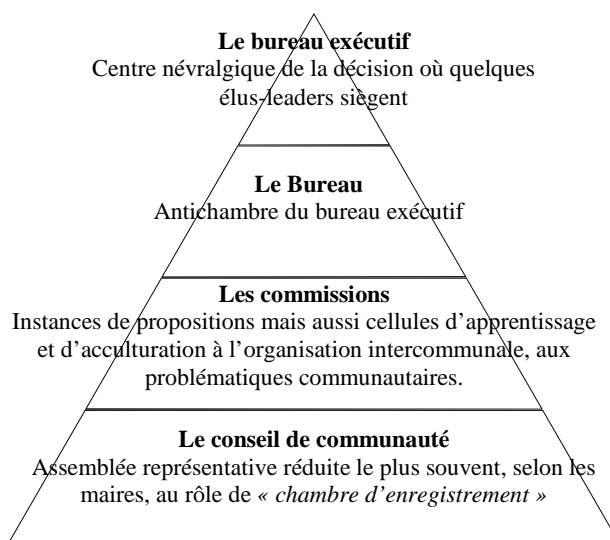 Le bureau exécutif
Centre névralgique de la décision où quelques
élus-leaders siègent
Le Bureau
Antichambre du bureau exécutif
Les commissions
Instances de propositions mais aussi cellules d’apprentissage
et d’acculturation à l’organisation intercommunale, aux
problématiques communautaires.
Le conseil de communauté
Assemblée représentative réduite le plus souvent, selon les
maires, au rôle de « chambre d’enregistrement »